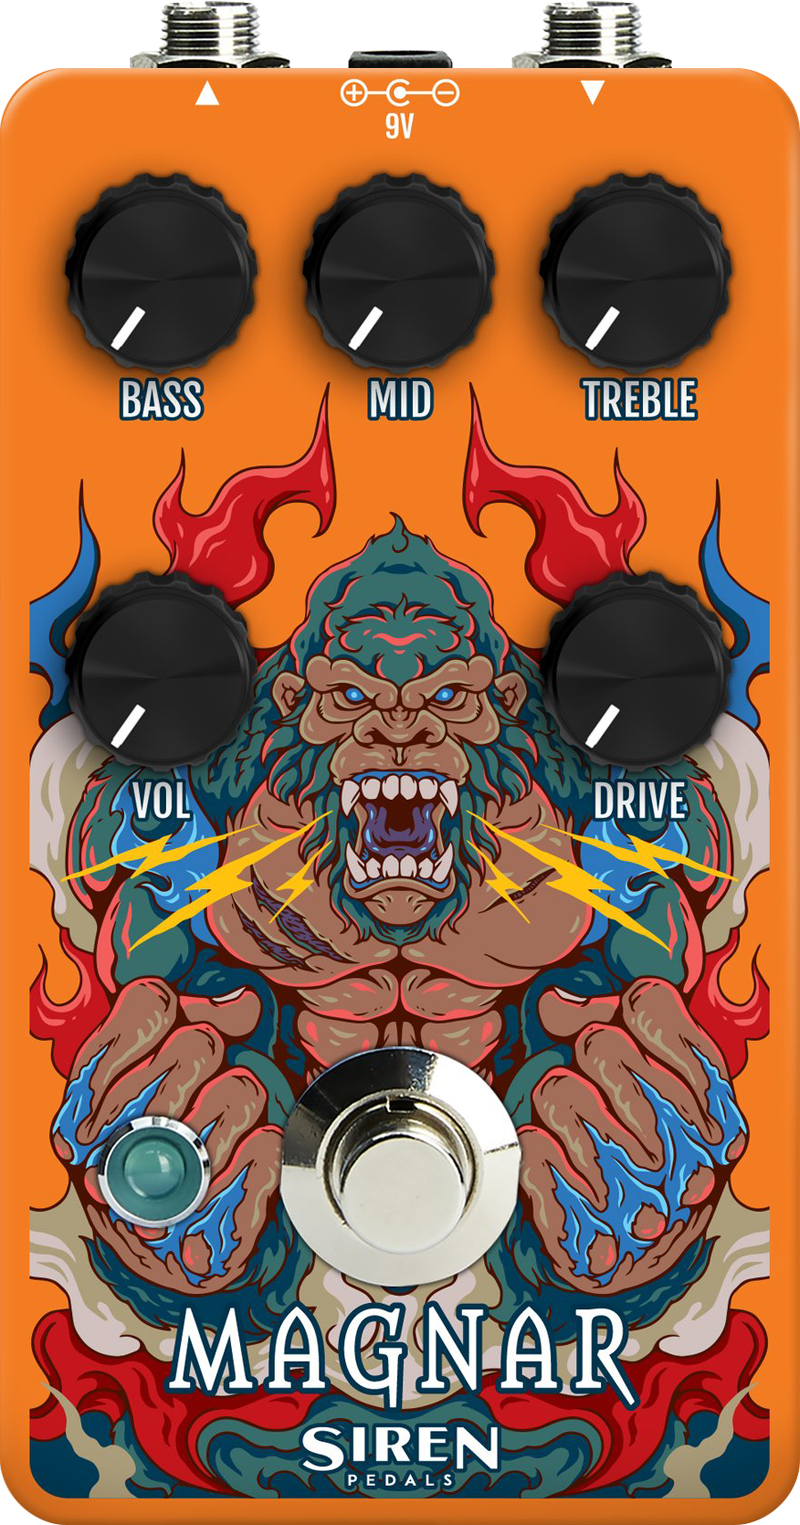 9V
BASS MID TREBLE
VOL DRIVE
MAGNAR
SIREN
PEDALS